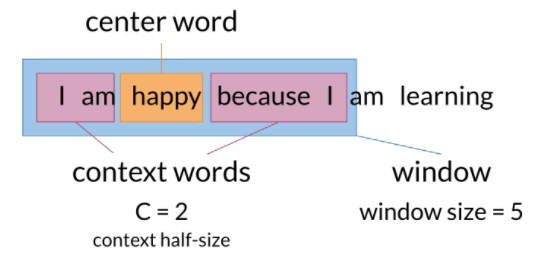 center word
I am happy because I am learning
context words
window
C = 2
window size = 5
context half-size